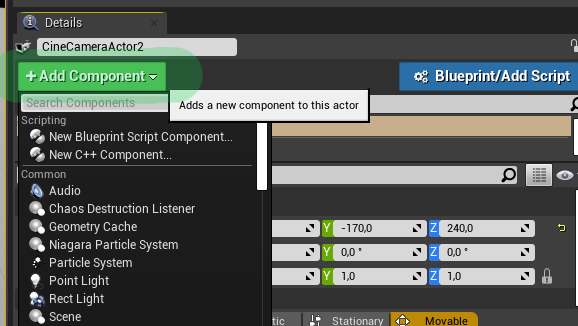 Details
CineCameraActor2
+Add Component
Blueprint/Add Script
Search Components
Adds a new component to this actor
Scripting
New Blueprint Script Component...
New C++ Component...
Common
Audio
Chaos Destruction Listener
Geometry Cache
Y -170,0 Z 240,0
Niagara Particle System
Y 0,0 ° Z 0,0 °
Particle System
Y 1,0 Z 1,0
Point Light
Rect Light
Scene
Stationary Movable